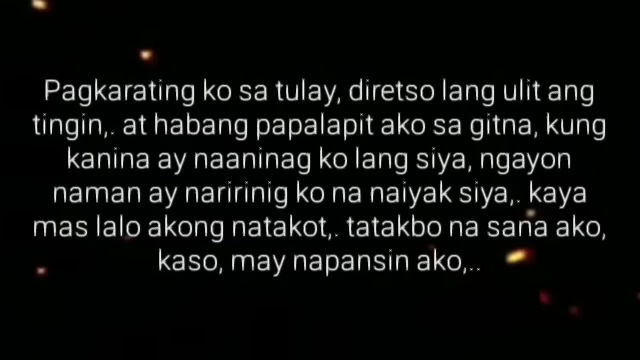 Pagkarating ko sa tulay, diretso lang ulit ang
tingin,. at habang papalapit ako sa gitna, kung
kanina ay naaninag ko lang siya, ngayon
naman ay naririnig ko na naiyak siya,. kaya
mas lalo akong natakot,. tatakbo na sana ako,
kaso, may napansin ako,..